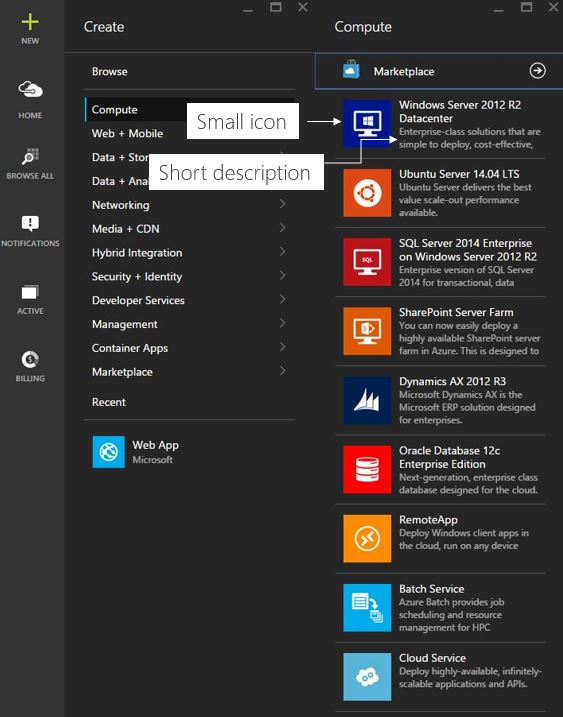 NEW
HOME
BROWSE ALL
NOTIFICATIONS
ACTIVE
BILLING
Create
Browse
Compute
Web + Mobile
Data +
Data +
Networking
Media + CDN
Hybrid Integration
Security + Identity
Developer Services
Management
Container Apps
Marketplace
Recent
Web App
Microsoft
Small icon
Short description
Compute
Marketplace
Windows Server 2012 R2
Datacenter
Enterprise-class solutions that are
simple to deploy, cost-effective,
Ubuntu Server 14.04 LTS
Ubuntu Server delivers the best
value scale-out performance
available.
SQL
SQL Server 2014 Enterprise
on Windows Server 2012 R2
Enterprise version of SQL Server
2014 for transactional, data
SharePoint Server Farm
You can now easily deploy a
highly available SharePoint server
farm in Azure. This is designed to
Dynamics AX 2012 R3
Microsoft Dynamics AX is the
Microsoft ERP solution designed
for enterprises.
Oracle Database 12c
Enterprise Edition
Next-generation, enterprise class
database designed for the cloud.
RemoteApp
Deploy Windows client apps in
the cloud, run on any device
Batch Service
Azure Batch provides job
scheduling and resource
management for HPC
Cloud Service
Deploy highly-available, infinitely-
scalable applications and APIs.